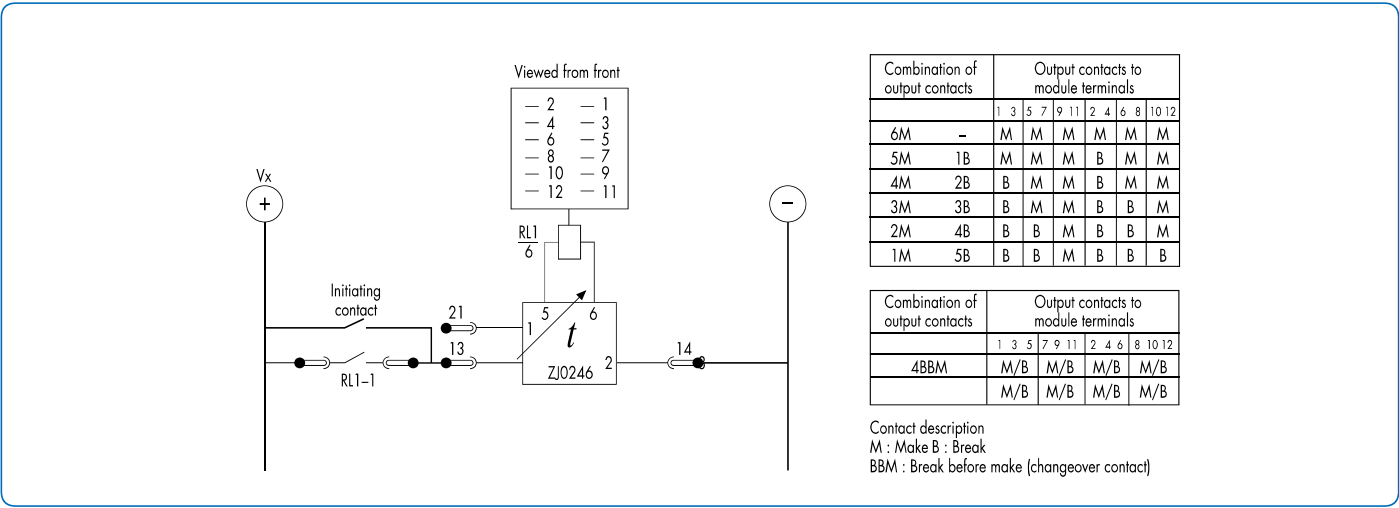 Viewed from front
2 1
4 3
6 5
8 7
10 9
12 11
Vx
+
−
RL1
6
Initiating
contact
21
13
RL1–1
5 6
1
t
2
ZJ0246
14
Combination of
output contacts
Output contacts to
module terminals
1 3 5 7 9 11 2 4 6 8 10 12
6M – M M M M M M
5M 1B M M M B M M
4M 2B B M M B M M
3M 3B B M M B B M
2M 4B B B M B B M
1M 5B B B M B B B
Combination of
output contacts
Output contacts to
module terminals
1 3 5 7 9 11 2 4 6 8 10 12
4BBM M/B M/B M/B M/B
M/B M/B M/B M/B
Contact description
M : Make B : Break
BBM : Break before make (changeover contact)